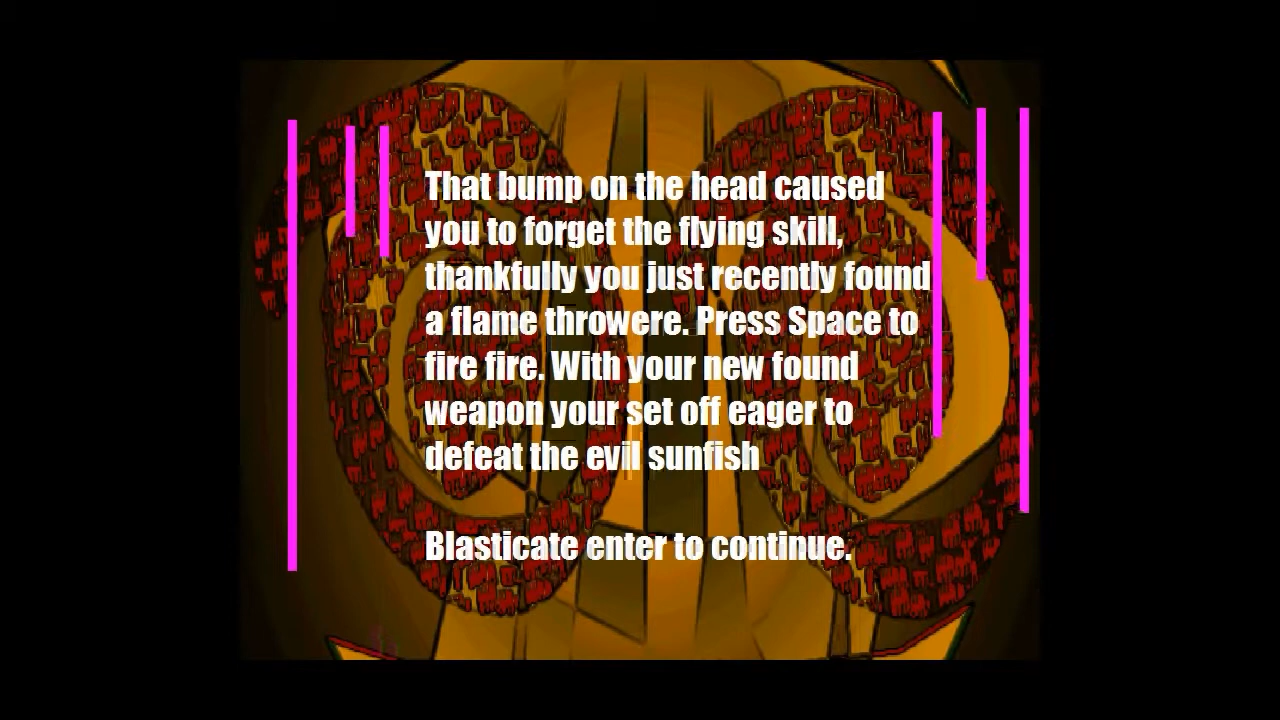 That bump on the head caused
you to forget the flying skill,
thankfully you just recently found
a flame throwere. Press Space to
fire fire. With your new found
weapon your set off eager to
defeat the evil sunfish
Blasticate enter to continue.